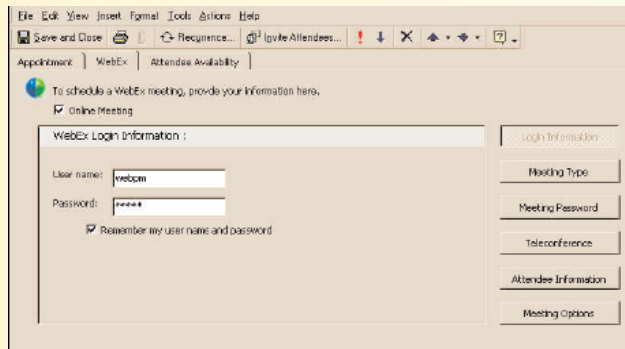 File Edit View Insert Format Tools Actions Help
Save and Close Recurrence... Invite Attendees...
Appointment WebEx Attendee Availability
To schedule a WebEx meeting, provide your information here.
Online Meeting
WebEx Login Information :
User name: webpm
Password: *****
Remember my user name and password
Login Information
Meeting Type
Meeting Password
Teleconference
Attendee Information
Meeting Options